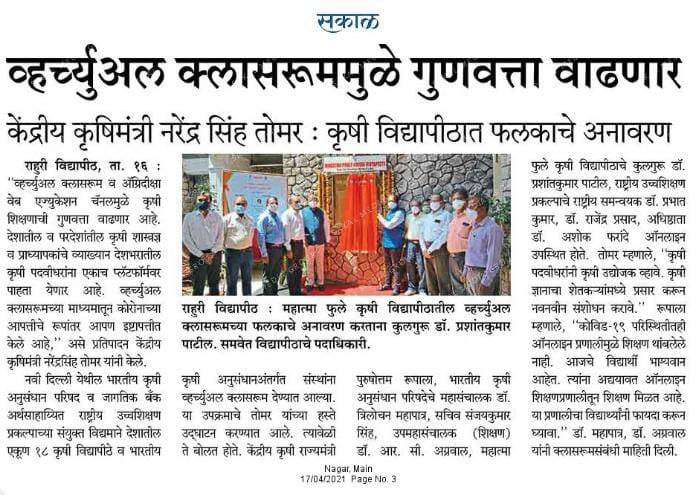 सकाळ
व्हर्च्युअल क्लासरूममुळे गुणवत्ता वाढणार
केंद्रीय कृषिमंत्री नरेंद्र सिंह तोमर : कृषी विद्यापीठात फलकाचे अनावरण
राहुरी विद्यापीठ, ता. १६ :
‘‘व्हर्च्युअल क्लासरूम व ॲग्रिदीक्षा
वेब एज्युकेशन चॅनलमुळे कृषी
शिक्षणाची गुणवत्ता वाढणार आहे.
देशातील व परदेशांतील कृषी शास्त्रज्ञ
व प्राध्यापकांचे व्याख्यान देशभरातील
कृषी पदवीधरांना एकाच प्लॅटफॉर्मवर
पाहता येणार आहे. व्हर्च्युअल
क्लासरूमच्या माध्यमातून कोरोनाच्या
आपत्तीचे रूपांतर आपण इष्टापत्तीत
केले आहे,’’ असे प्रतिपादन केंद्रीय
कृषिमंत्री नरेंद्रसिंह तोमर यांनी केले.
नवी दिल्ली येथील भारतीय कृषी
अनुसंधान परिषद व जागतिक बँक
अर्थसाहाय्यित राष्ट्रीय उच्चशिक्षण
प्रकल्पाच्या संयुक्त विद्यमाने देशातील
एकूण १८ कृषी विद्यापीठे व भारतीय
राहुरी विद्यापीठ : महात्मा फुले कृषी विद्यापीठातील व्हर्च्युअल
क्लासरूमच्या फलकाचे अनावरण करताना कुलगुरू डॉ. प्रशांतकुमार
पाटील. समवेत विद्यापीठाचे पदाधिकारी.
कृषी अनुसंधानअंतर्गत संस्थांना
व्हर्च्युअल क्लासरूम देण्यात आल्या.
या उपक्रमाचे तोमर यांच्या हस्ते
उद्‌घाटन करण्यात आले. त्यावेळी
ते बोलत होते. केंद्रीय कृषी राज्यमंत्री
पुरुषोत्तम रूपाला, भारतीय कृषी
अनुसंधान परिषदेचे महासंचालक डॉ.
त्रिलोचन महापात्र, सचिव संजयकुमार
सिंह, उपमहासंचालक (शिक्षण)
डॉ. आर. सी. अग्रवाल, महात्मा
फुले कृषी विद्यापीठाचे कुलगुरू डॉ.
प्रशांतकुमार पाटील, राष्ट्रीय उच्चशिक्षण
प्रकल्पाचे राष्ट्रीय समन्वयक डॉ. प्रभात
कुमार, डॉ. राजेंद्र प्रसाद, अधिष्ठाता
डॉ. अशोक फरांदे ऑनलाइन
उपस्थित होते. तोमर म्हणाले, ‘‘कृषी
पदवीधरांनी कृषी उद्योजक व्हावे. कृषी
ज्ञानाचा शेतकऱ्यांमध्ये प्रसार करून
नवनवीन संशोधन करावे.’’ रूपाला
म्हणाले, ‘‘कोविड-१९ परिस्थितीतही
ऑनलाइन प्रणालीमुळे शिक्षण थांबलेले
नाही. आजचे विद्यार्थी भाग्यवान
आहेत. त्यांना अद्ययावत ऑनलाइन
शिक्षणप्रणालीतून शिक्षण मिळत आहे.
या प्रणालीचा विद्यार्थ्यांनी फायदा करून
घ्यावा.’’ डॉ. महापात्र, डॉ. अग्रवाल
यांनी क्लासरूमसंबंधी माहिती दिली.
Nagar, Main
17/04/2021 Page No. 3